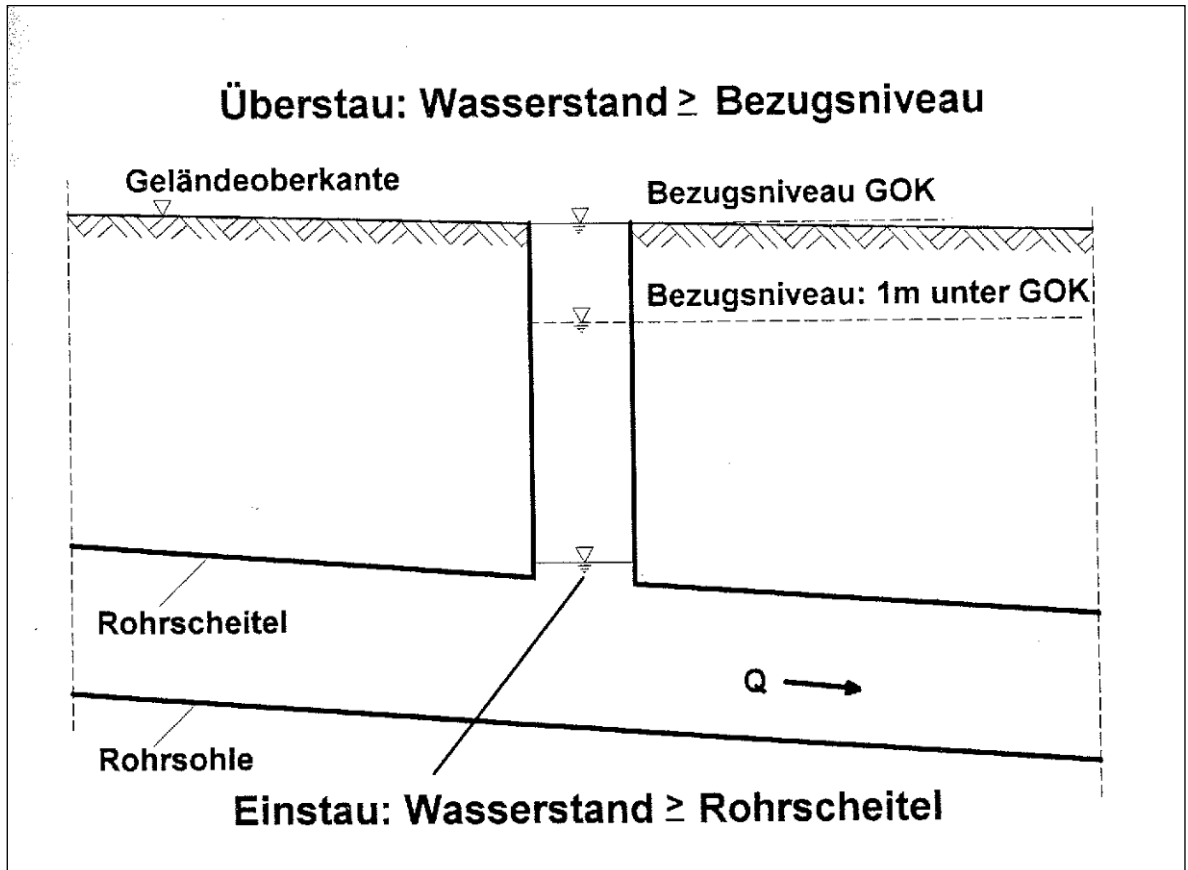 Überstau: Wasserstand ≥ Bezugsniveau
Geländeoberkante
Bezugsniveau GOK
Bezugsniveau: 1m unter GOK
Rohrscheitel
Q
Rohrsohle
Einstau: Wasserstand ≥ Rohrscheitel